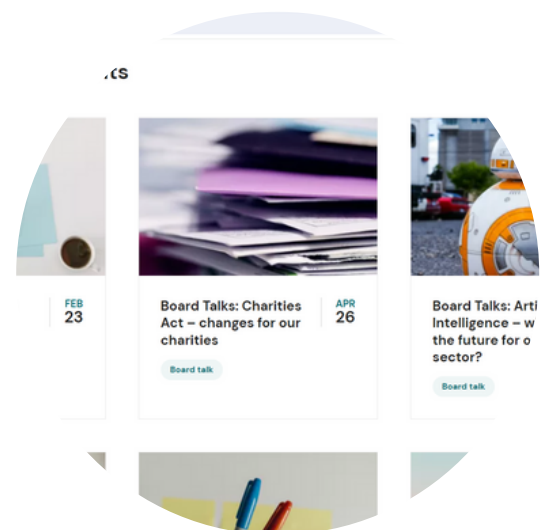 FEB
23
Board Talks: Charities
Act – changes for our
charities
APR
26
Board talk
Board Talks: Arti
Intelligence – w
the future for o
sector?
Board talk